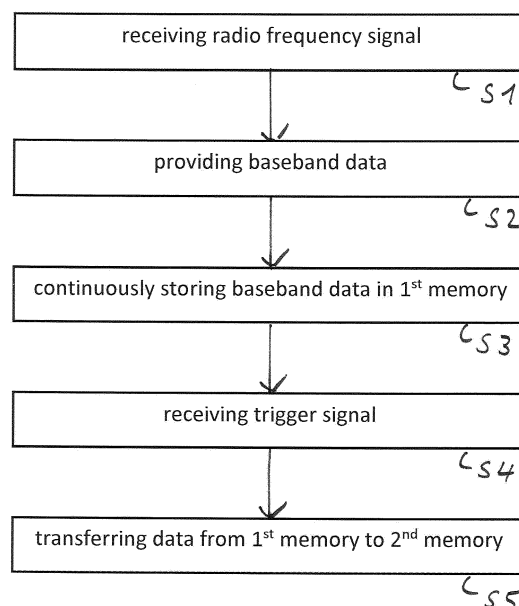 receiving radio frequency signal
S1
providing baseband data
S2
continuously storing baseband data in 1st memory
S3
receiving trigger signal
S4
transferring data from 1st memory to 2nd memory
S5